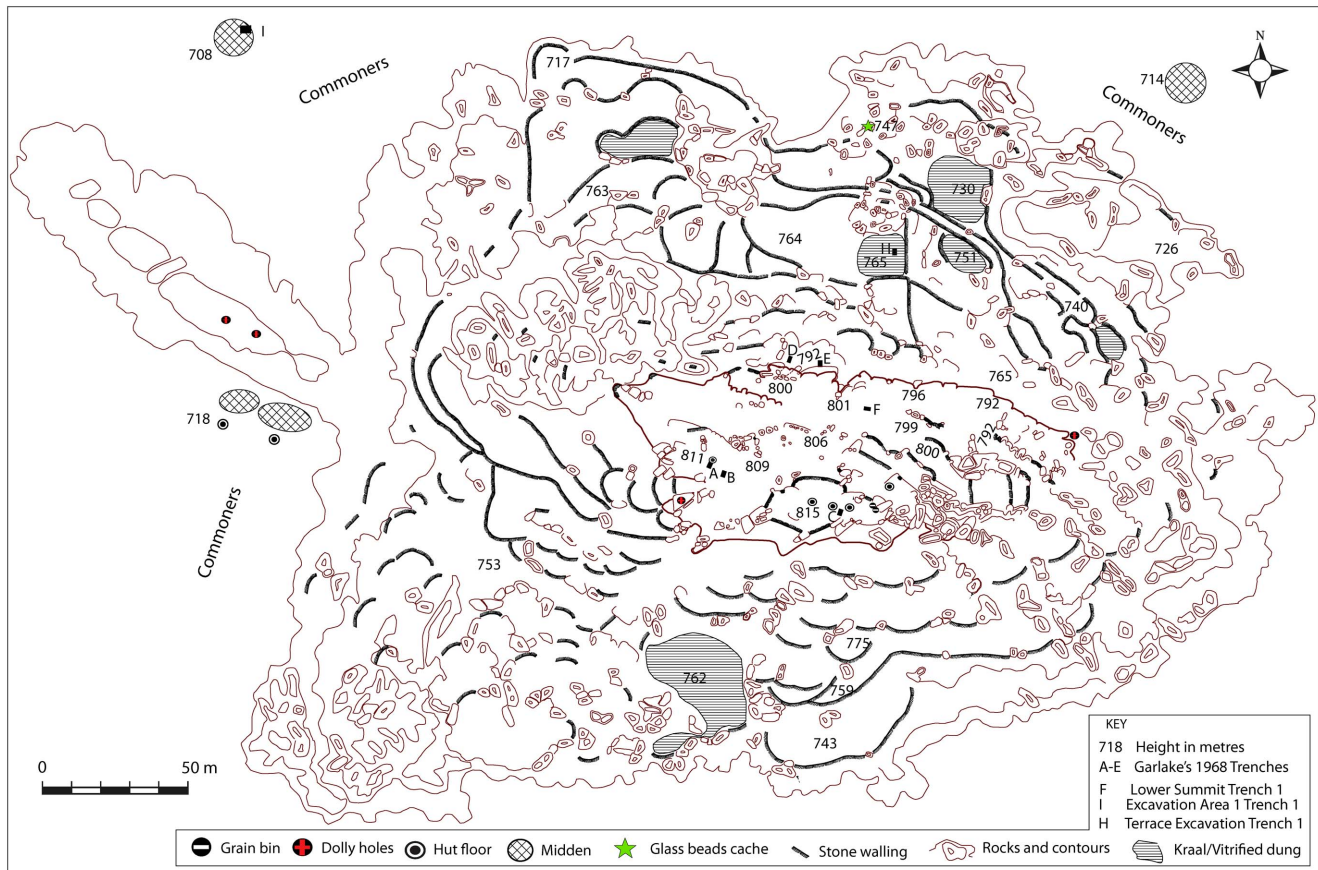 708
I
Commoners
717
N
714
Commoners
747
763
730
764
H
765
751
726
740
D
792
E
765
800
796
792
801
F
799
792
718
806
800
811
809
A
B
815
Commoners
753
775
762
759
743
0
50 m
KEY
718 Height in metres
A-E Garlake's 1968 Trenches
F Lower Summit Trench 1
I Excavation Area 1 Trench 1
H Terrace Excavation Trench 1
Grain bin
Dolly holes
Hut floor
Midden
Glass beads cache
Stone walling
Rocks and contours
Kraal/Vitrified dung